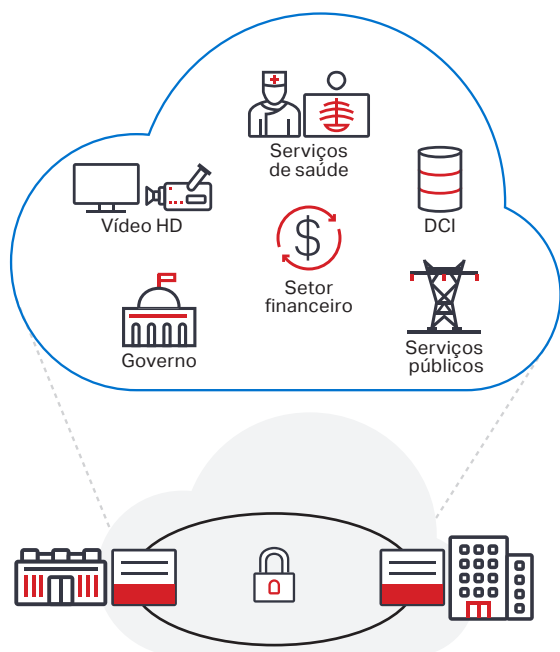 Serviços
de saúde
Vídeo HD
DCI
$
Setor
financeiro
Governo
Serviços
públicos